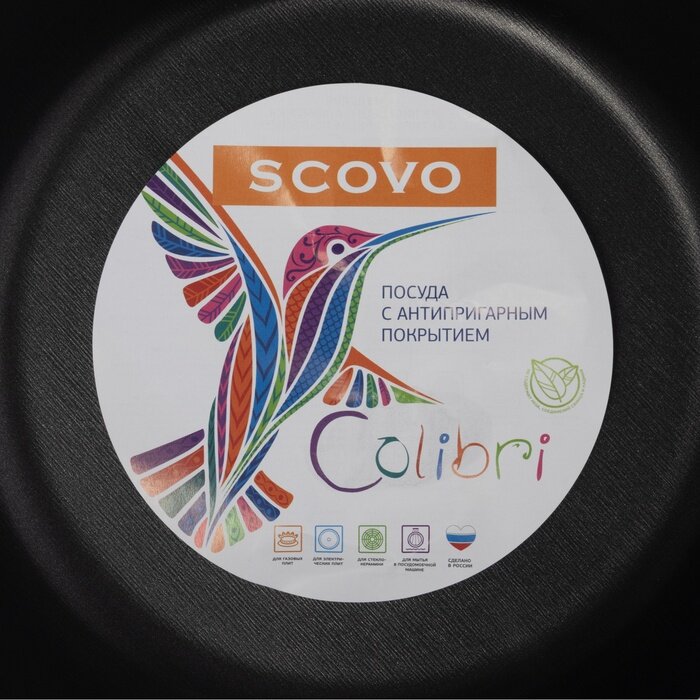 SCOVO
ПОСУДА
С АНТИПРИГАРНЫМ
ПОКРЫТИЕМ
Colibri
ДЛЯ ГАЗОВЫХ
ПЛИТ
ДЛЯ ЭЛЕКТРИ-
ЧЕСКИХ ПЛИТ
ДЛЯ СТЕКЛО-
КЕРАМИКИ
ДЛЯ МЫТЬЯ
В ПОСУДОМОЕЧНОЙ
МАШИНЕ
СДЕЛАНО
В РОССИИ